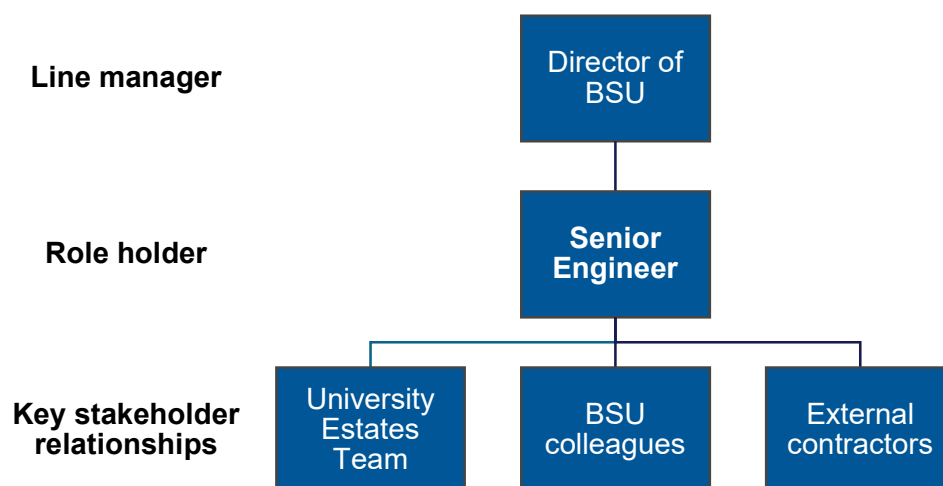 Line manager
Director of
BSU
Role holder
Senior
Engineer
Key stakeholder
relationships
University
Estates
Team
BSU
colleagues
External
contractors